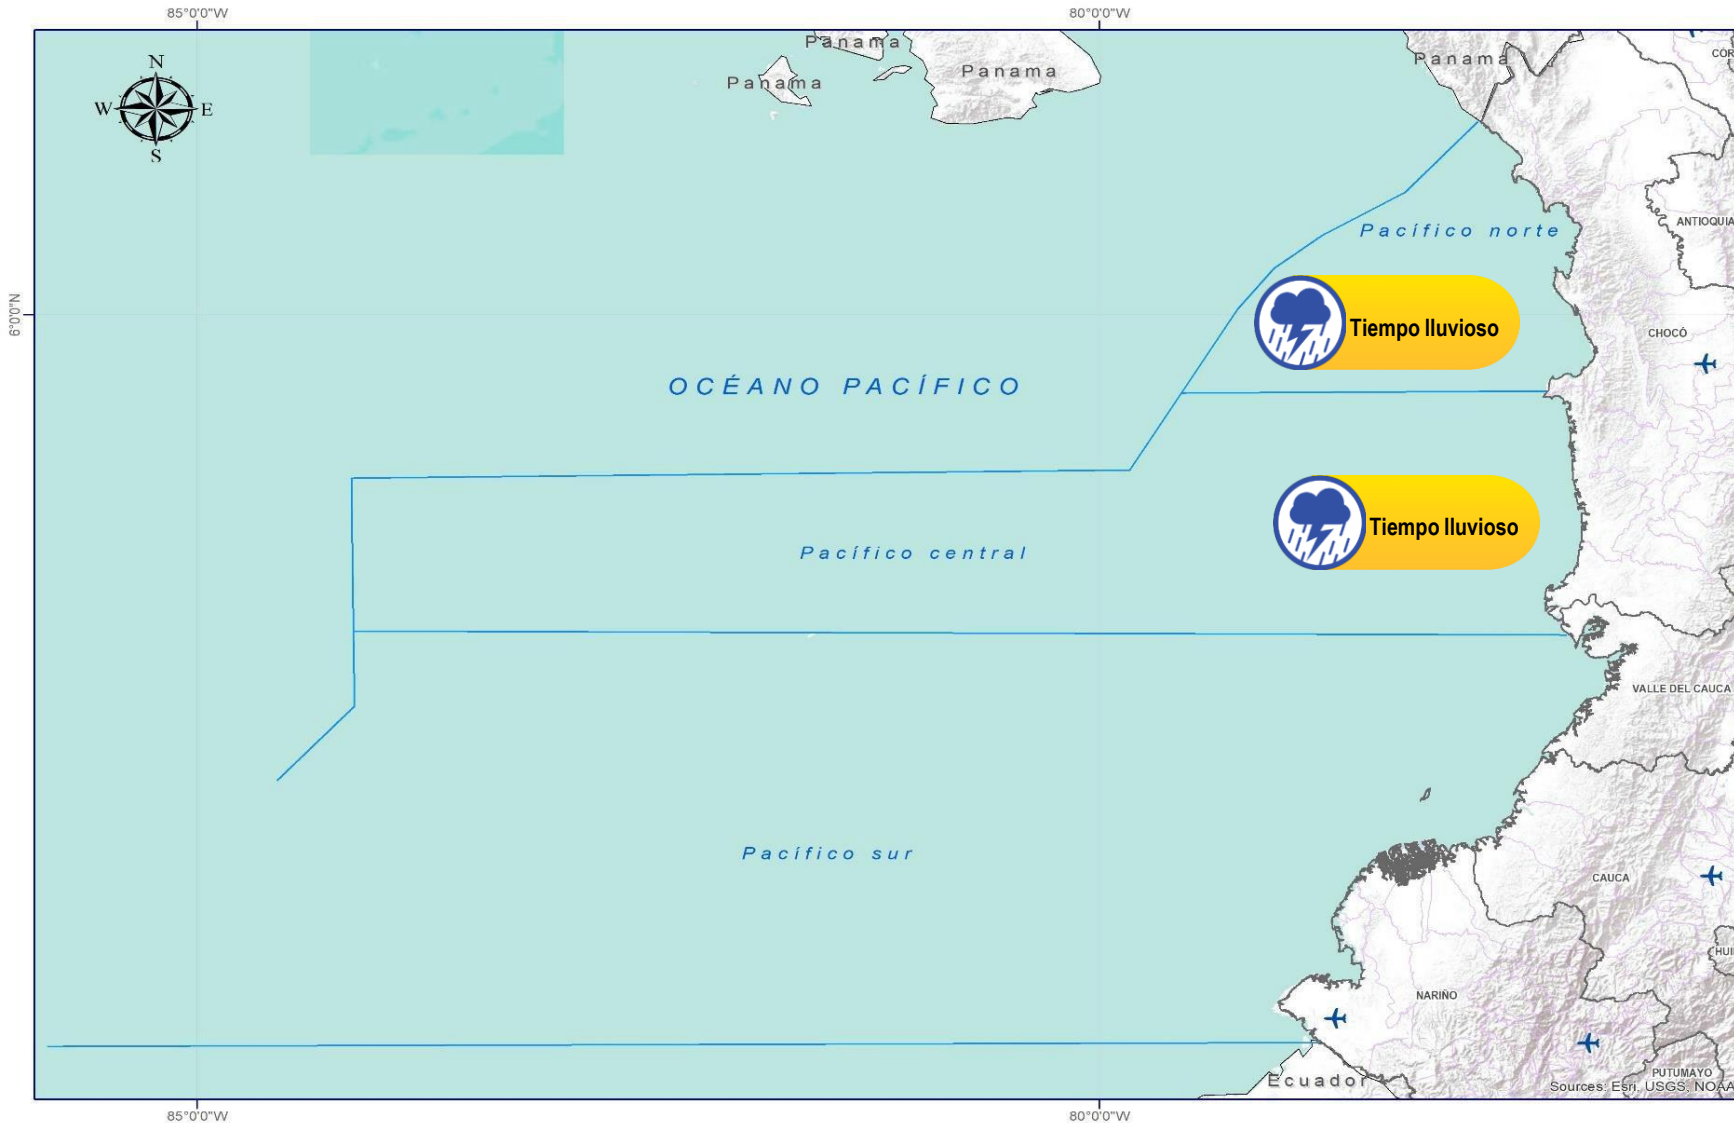 85°0'0"W
80°0'0"W
Panama
Panama
Panama
Panama
COR
N
W
E
S
ANTIOQUIA
Pacífico norte
6°0'0"N
Tiempo lluvioso
CHOCÓ
OCÉANO PACÍFICO
Tiempo lluvioso
Pacífico central
VALLE DEL CAUCA
Pacífico sur
CAUCA
HUI
NARIÑO
PUTUMAYO
Ecuador
Sources: Esri, USGS, NOAA
85°0'0"W
80°0'0"W